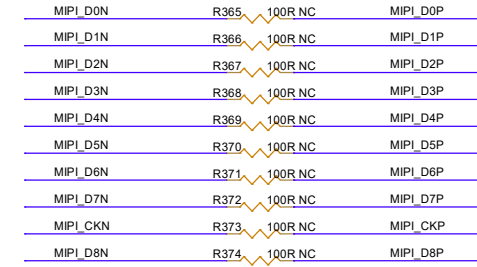 MIPI_D0N R365 100R NC MIPI_D0P
MIPI_D1N R366 100R NC MIPI_D1P
MIPI_D2N R367 100R NC MIPI_D2P
MIPI_D3N R368 100R NC MIPI_D3P
MIPI_D4N R369 100R NC MIPI_D4P
MIPI_D5N R370 100R NC MIPI_D5P
MIPI_D6N R371 100R NC MIPI_D6P
MIPI_D7N R372 100R NC MIPI_D7P
MIPI_CKN R373 100R NC MIPI_CKP
MIPI_D8N R374 100R NC MIPI_D8P